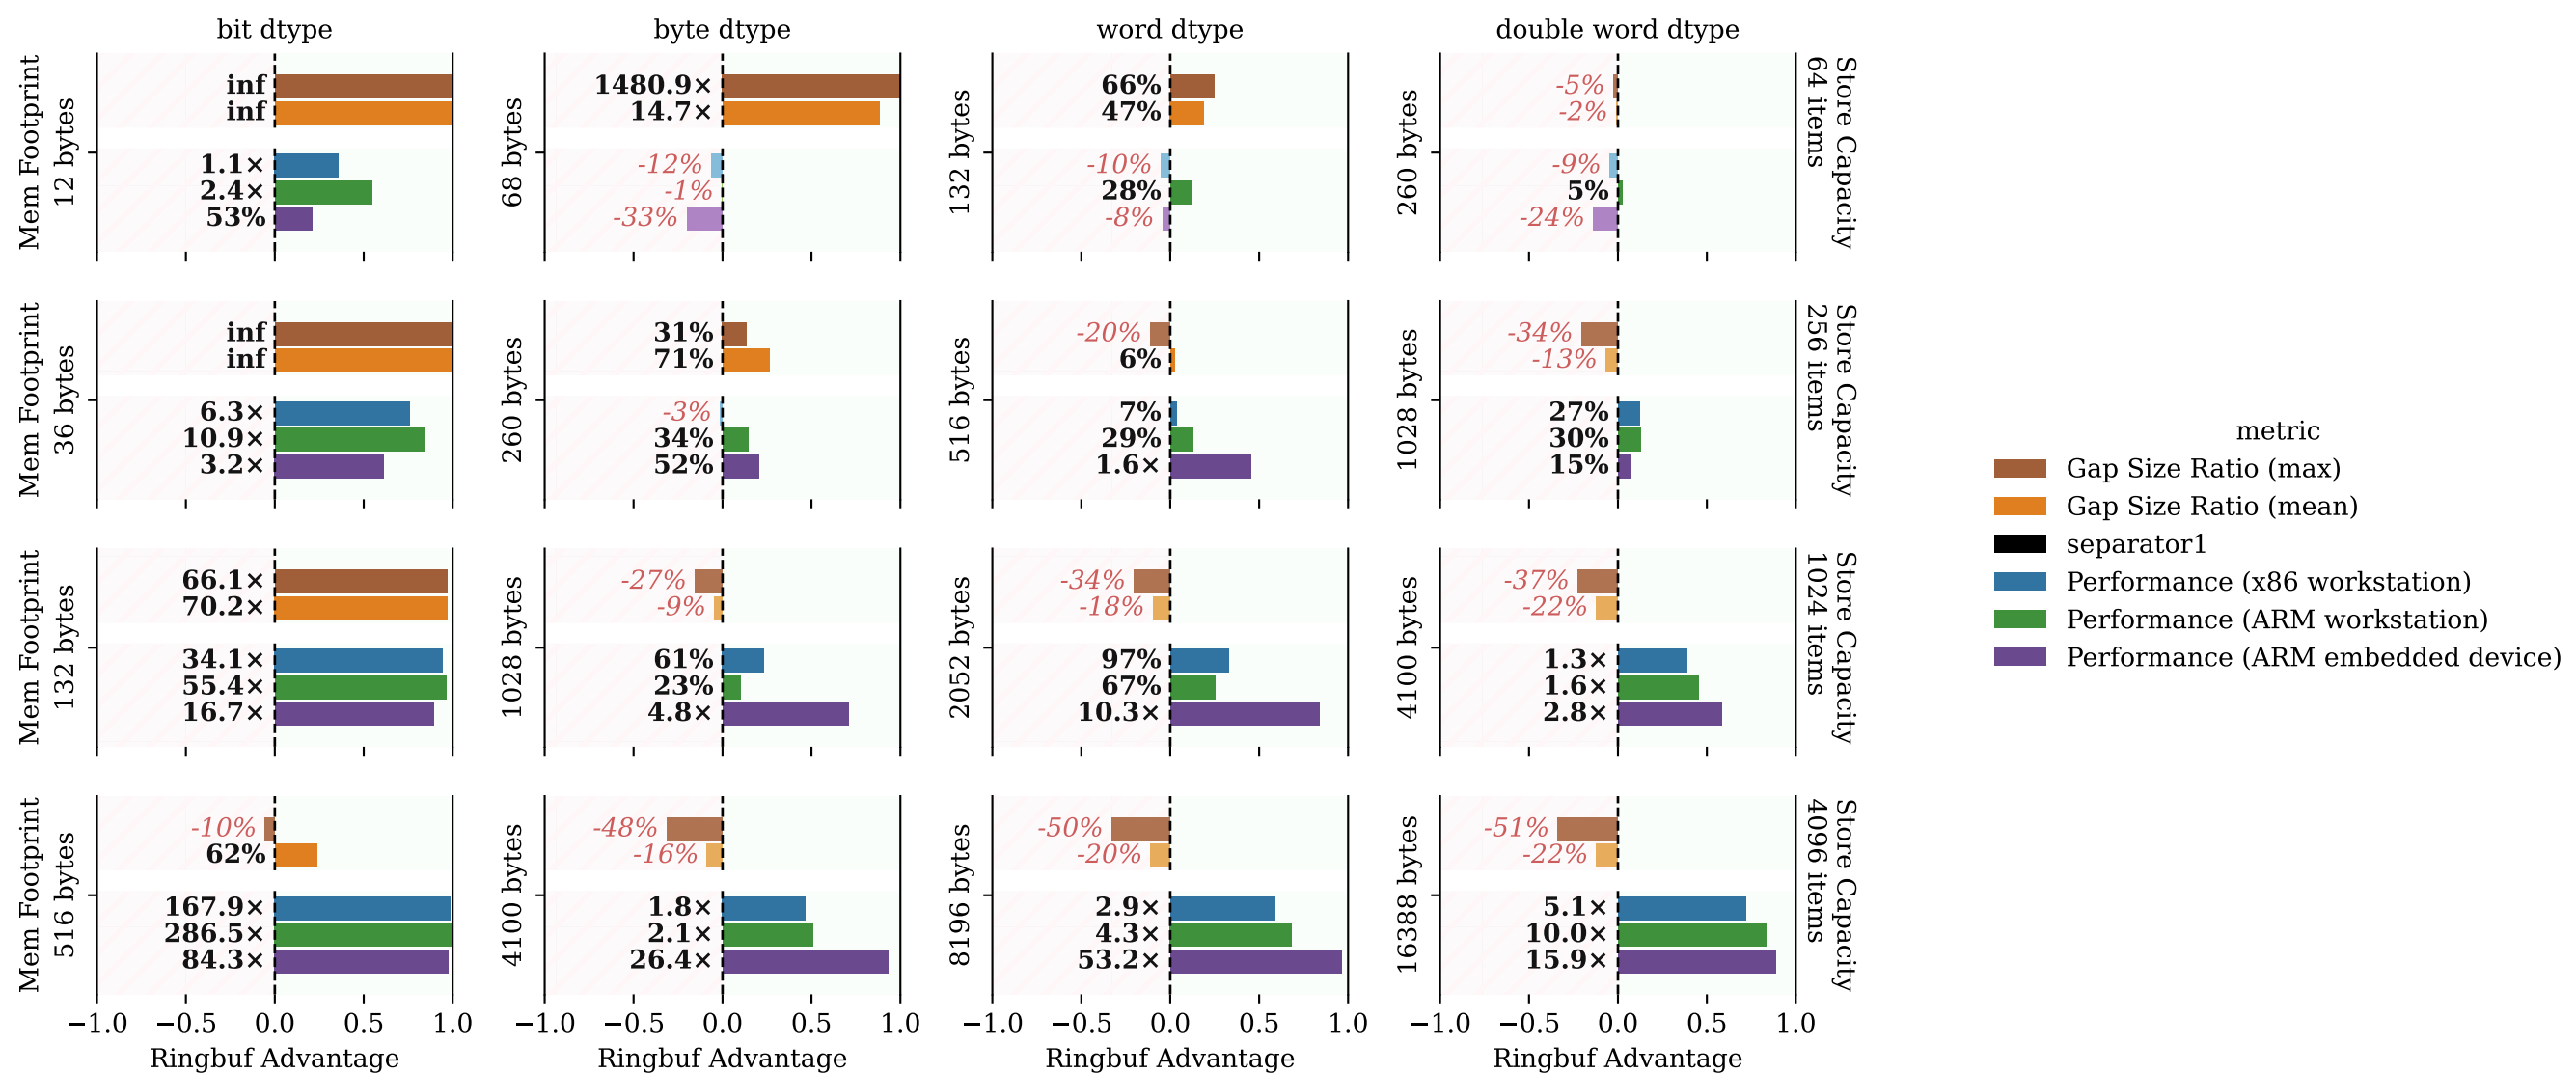 bit dtype
byte dtype
word dtype
double word dtype
Mem Footprint
12 bytes
inf
inf
1.1×
2.4×
53%
68 bytes
1480.9×
14.7×
-12%
-1%
-33%
132 bytes
66%
47%
-10%
28%
-8%
260 bytes
-5%
-2%
-9%
5%
-24%
Store Capacity
64 items
Mem Footprint
36 bytes
inf
inf
6.3×
10.9×
3.2×
260 bytes
31%
71%
-3%
34%
52%
516 bytes
-20%
6%
7%
29%
1.6×
1028 bytes
-34%
-13%
27%
30%
15%
Store Capacity
256 items
Mem Footprint
132 bytes
66.1×
70.2×
34.1×
55.4×
16.7×
1028 bytes
-27%
-9%
61%
23%
4.8×
2052 bytes
-34%
-18%
97%
67%
10.3×
4100 bytes
-37%
-22%
1.3×
1.6×
2.8×
Store Capacity
1024 items
Mem Footprint
516 bytes
-10%
62%
167.9×
286.5×
84.3×
4100 bytes
-48%
-16%
1.8×
2.1×
26.4×
8196 bytes
-50%
-20%
2.9×
4.3×
53.2×
16388 bytes
-51%
-22%
5.1×
10.0×
15.9×
Store Capacity
4096 items
−1.0 −0.5 0.0 0.5 1.0
−1.0 −0.5 0.0 0.5 1.0
−1.0 −0.5 0.0 0.5 1.0
−1.0 −0.5 0.0 0.5 1.0
Ringbuf Advantage
Ringbuf Advantage
Ringbuf Advantage
Ringbuf Advantage
metric
Gap Size Ratio (max)
Gap Size Ratio (mean)
separator1
Performance (x86 workstation)
Performance (ARM workstation)
Performance (ARM embedded device)